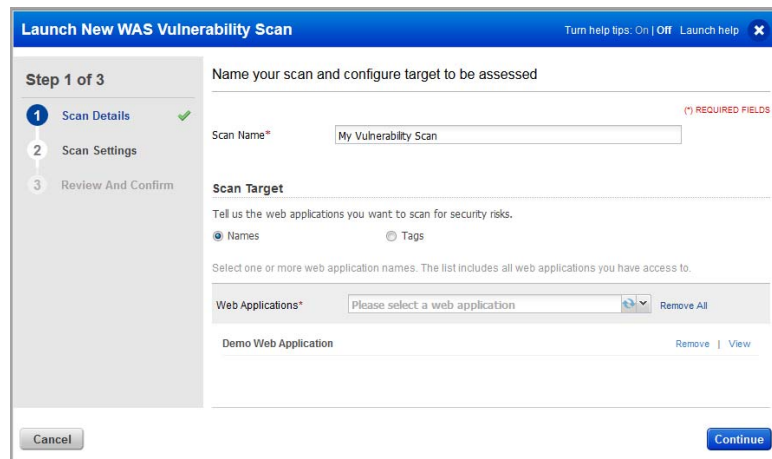 Launch New WAS Vulnerability Scan
Turn help tips: On | Off Launch help
Step 1 of 3
1 Scan Details
2 Scan Settings
3 Review And Confirm
Name your scan and configure target to be assessed
(*) REQUIRED FIELDS
Scan Name* My Vulnerability Scan
Scan Target
Tell us the web applications you want to scan for security risks.
Names Tags
Select one or more web application names. The list includes all web applications you have access to.
Web Applications* Please select a web application Remove All
Demo Web Application Remove | View
Cancel Continue